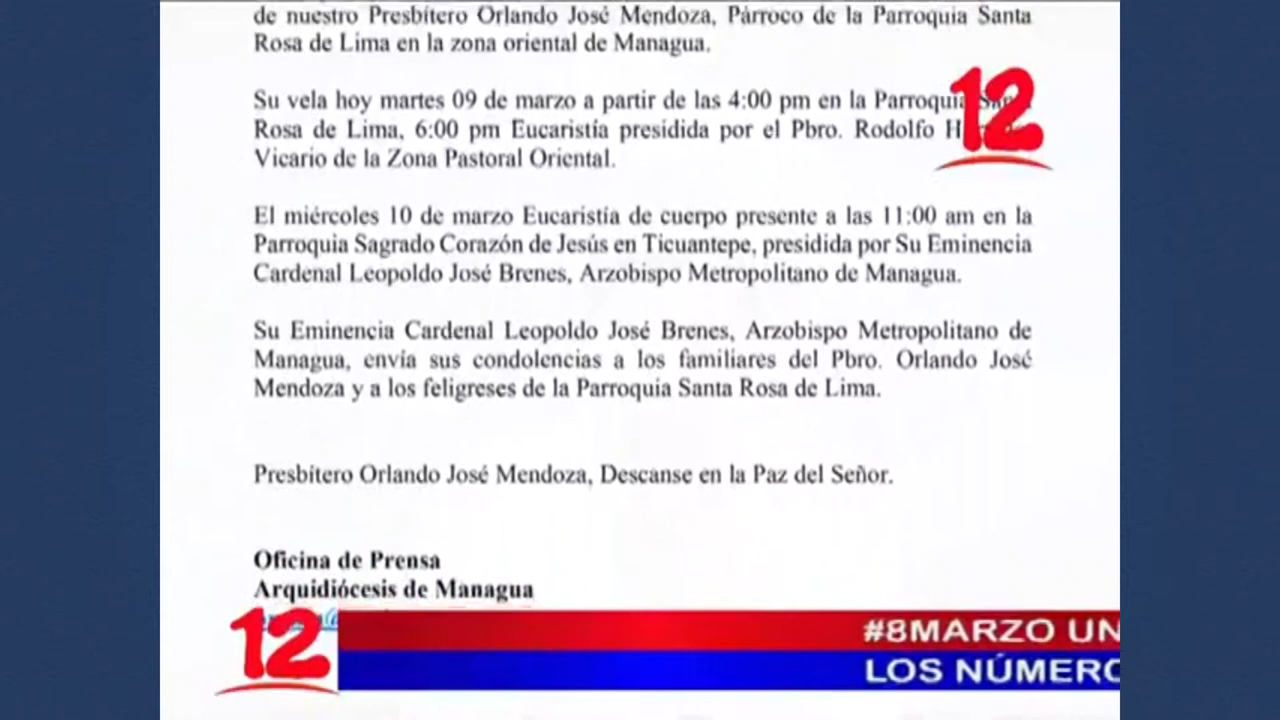 de nuestro Presbítero Orlando José Mendoza, Párroco de la Parroquia Santa
Rosa de Lima en la zona oriental de Managua.
Su vela hoy martes 09 de marzo a partir de las 4:00 pm en la Parroquia
12
Rosa de Lima, 6:00 pm Eucaristía presidida por el Pbro. Rodolfo
Vicario de la Zona Pastoral Oriental.
El miércoles 10 de marzo Eucaristía de cuerpo presente a las 11:00 am en la
Parroquia Sagrado Corazón de Jesús en Ticuantepe, presidida por Su Eminencia
Cardenal Leopoldo José Brenes, Arzobispo Metropolitano de Managua.
Su Eminencia Cardenal Leopoldo José Brenes, Arzobispo Metropolitano de
Managua, envía sus condolencias a los familiares del Pbro. Orlando José
Mendoza y a los feligreses de la Parroquia Santa Rosa de Lima.
Presbítero Orlando José Mendoza, Descanse en la Paz del Señor.
Oficina de Prensa
Arquidiócesis de Managua
12
#8MARZO UN
LOS NÚMERO